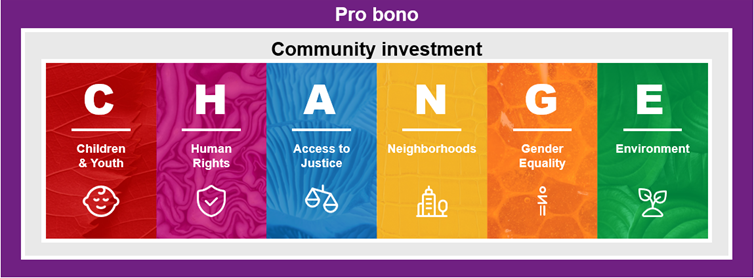 Pro bono
Community investment
C H A N G E
Children
& Youth
Human
Rights
Access to
Justice
Neighborhoods
Gender
Equality
Environment